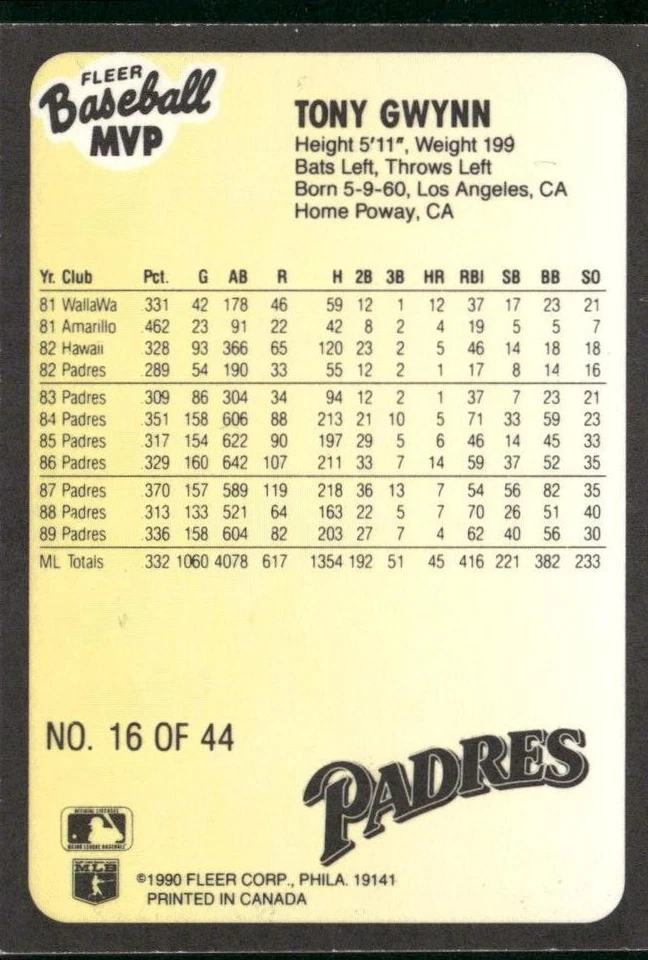 FLEER
Baseball
MVP
TONY GWYNN
Height 5'11", Weight 199
Bats Left, Throws Left
Born 5-9-60, Los Angeles, CA
Home Poway, CA
Yr. Club Pct. G AB R H 2B 3B HR RBI SB BB SO
81 WallaWa .331 42 178 46 59 12 1 12 37 17 23 21
81 Amarillo .462 23 91 22 42 8 2 4 19 5 5 7
82 Hawaii .328 93 366 65 120 23 2 5 46 14 18 18
82 Padres .289 54 190 33 55 12 2 1 17 8 14 16
83 Padres .309 86 304 34 94 12 2 1 37 7 23 21
84 Padres .351 158 606 88 213 21 10 5 71 33 59 23
85 Padres .317 154 622 90 197 29 5 6 46 14 45 33
86 Padres .329 160 642 107 211 33 7 14 59 37 52 35
87 Padres .370 157 589 119 218 36 13 7 54 56 82 35
88 Padres .313 133 521 64 163 22 5 7 70 26 51 40
89 Padres .336 158 604 82 203 27 7 4 62 40 56 30
ML Totals .332 1060 4078 617 1354 192 51 45 416 221 382 233
NO. 16 OF 44
PADRES
OFFICIAL LICENSEE
MAJOR LEAGUE BASEBALL
MLB
©1990 FLEER CORP., PHILA. 19141
PRINTED IN CANADA